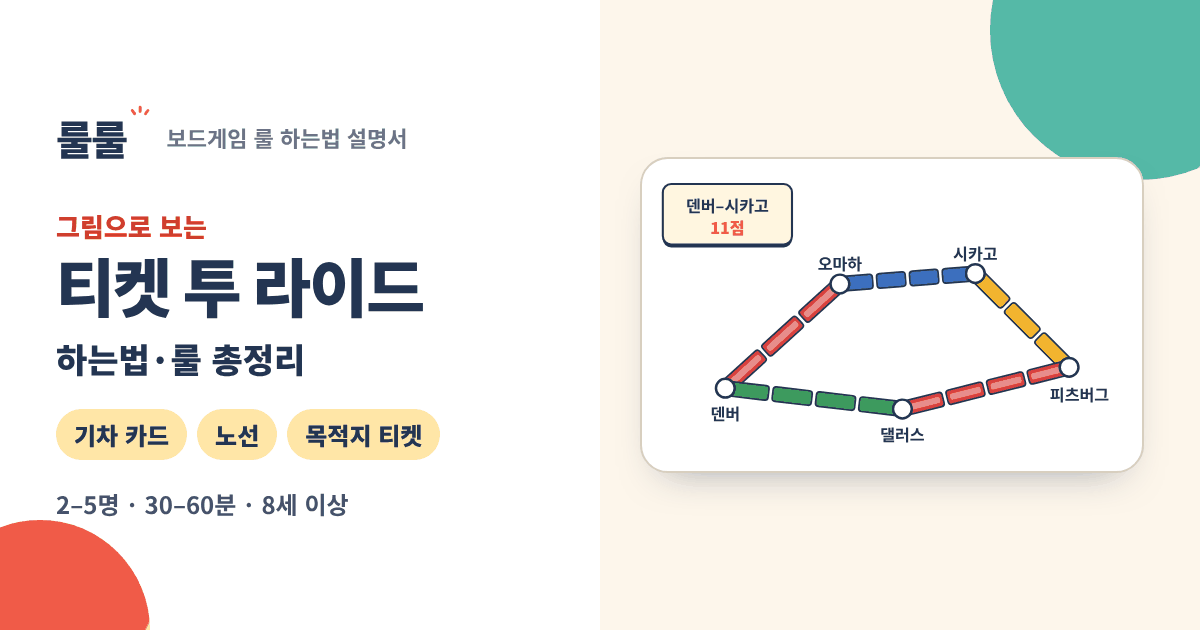 룰룰 보드게임 룰 하는법 설명서
그림으로 보는
티켓 투 라이드
하는법·룰 총정리
기차 카드 노선 목적지 티켓
2–5명 · 30–60분 · 8세 이상
덴버–시카고
11점
오마하
시카고
덴버
댈러스
피츠버그